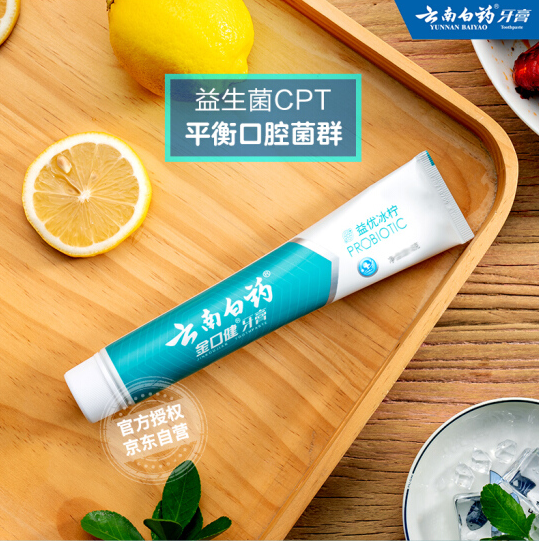 云南白药®牙膏
YUNNAN BAIYAO Toothpaste
益生菌CPT
平衡口腔菌群
益优冰柠
PROBIOTIC
云南白药®
金口健®牙膏
官方授权
京东自营